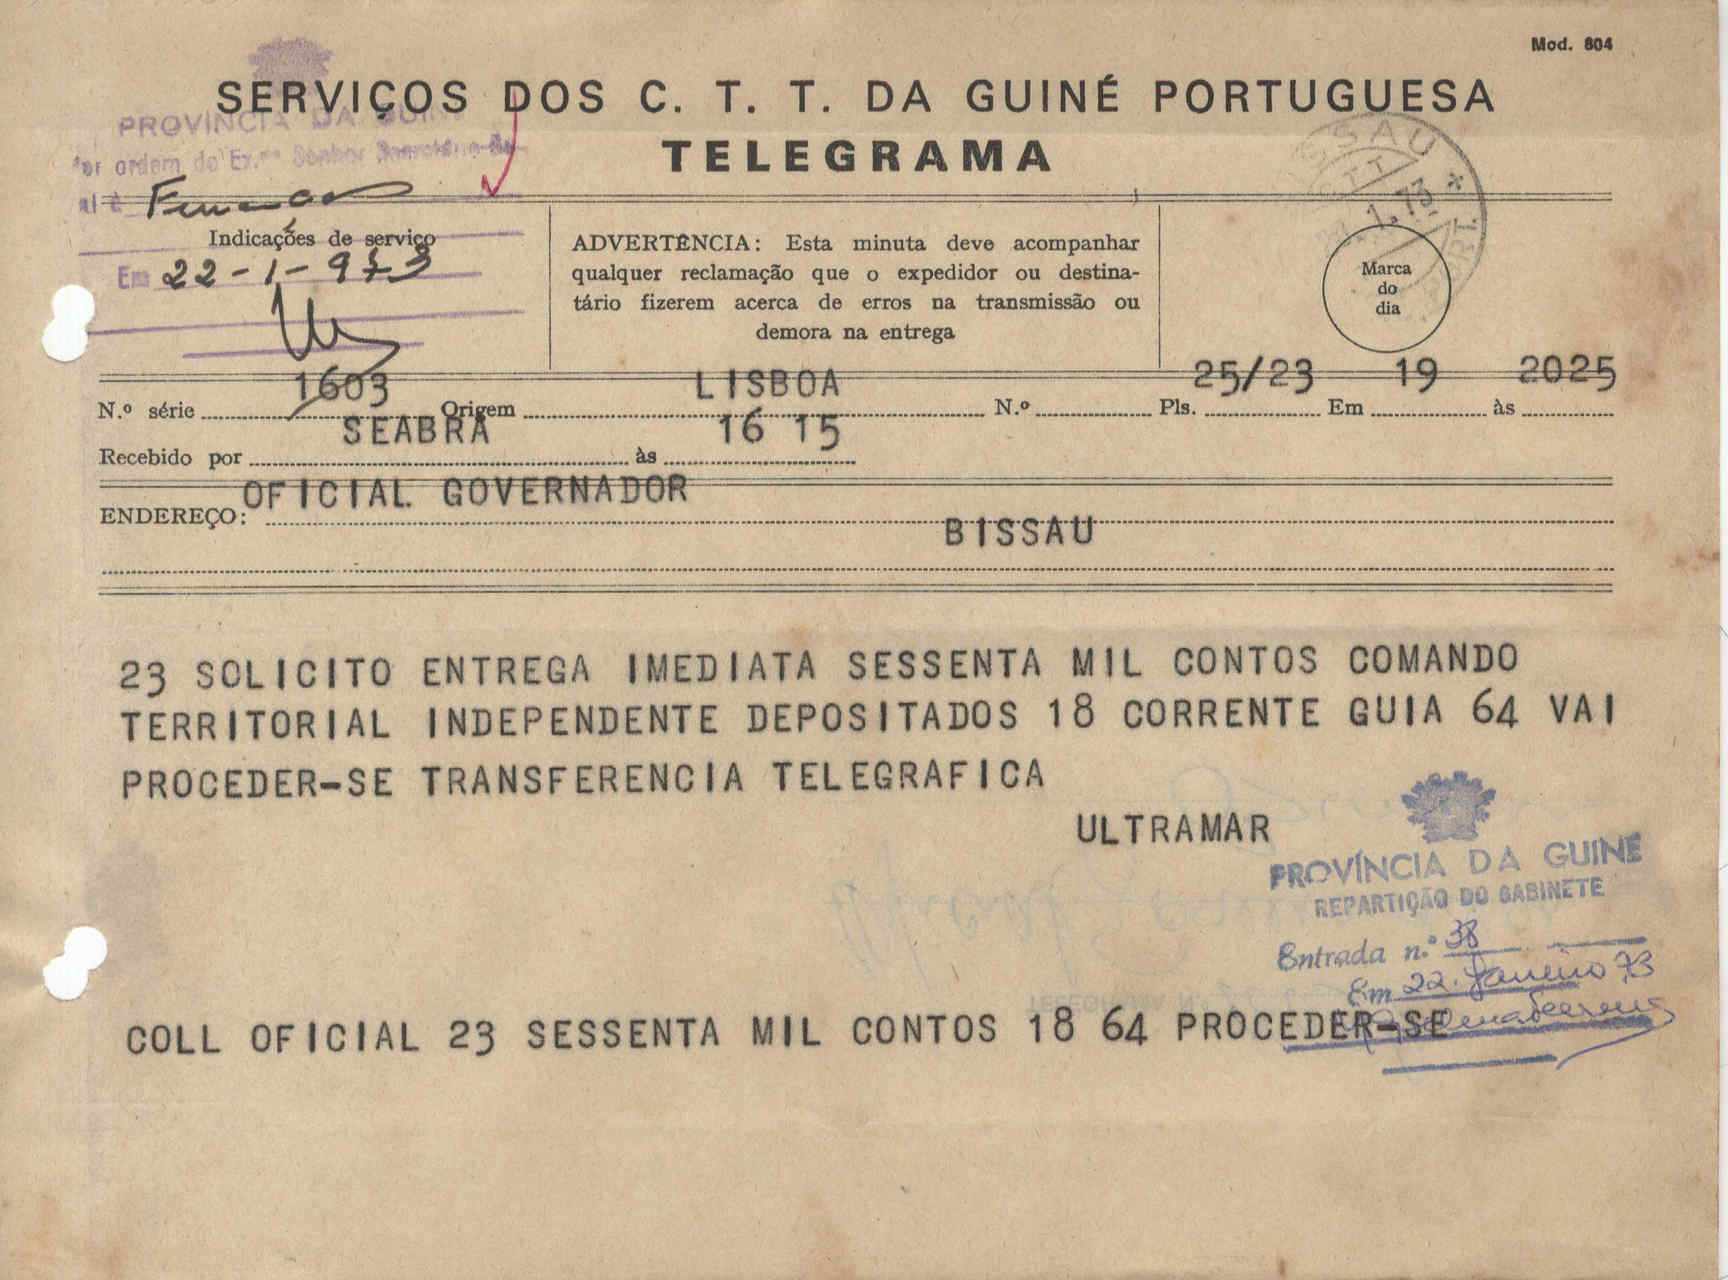 Mod. 804
SERVIÇOS DOS C. T. T. DA GUINÉ PORTUGUESA
TELEGRAMA
PROVÍNCIA DA GUINÉ
Por ordem do Ex.mo Senhor
Indicações de serviço
Em 22-1-973
ADVERTÊNCIA: Esta minuta deve acompanhar
qualquer reclamação que o expedidor ou destina-
tário fizerem acerca de erros na transmissão ou
demora na entrega
BISSAU *
CTT
1.73
Marca
do
dia
N.º série 1603 Origem LISBOA N.º Pls. 25/23 Em 19 às 2025
Recebido por SEABRA às 16 15
ENDEREÇO: OFICIAL GOVERNADOR
BISSAU
23 SOLICITO ENTREGA IMEDIATA SESSENTA MIL CONTOS COMANDO
TERRITORIAL INDEPENDENTE DEPOSITADOS 18 CORRENTE GUIA 64 VAI
PROCEDER-SE TRANSFERENCIA TELEGRAFICA
ULTRAMAR
PROVÍNCIA DA GUINÉ
REPARTIÇÃO DO GABINETE
Entrada n.º 38
Em 22. Janeiro 73
COLL OFICIAL 23 SESSENTA MIL CONTOS 18 64 PROCEDER-SE